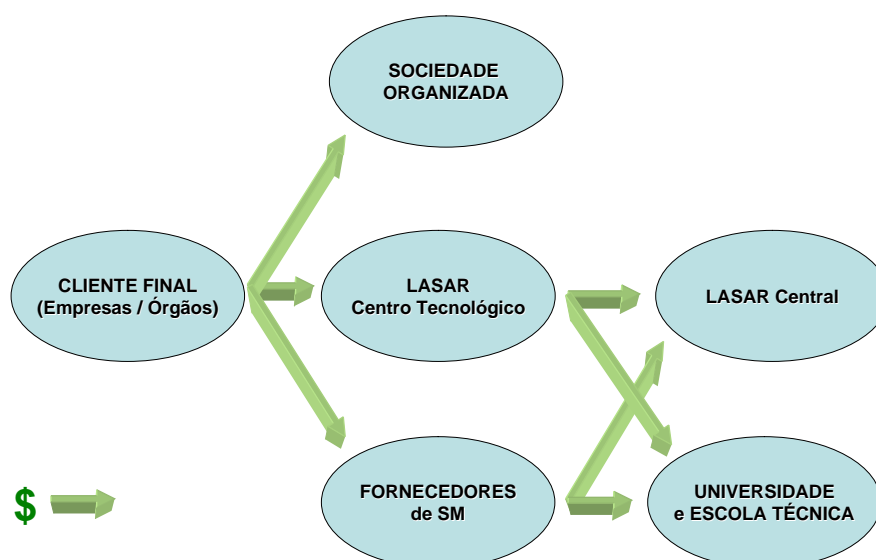 SOCIEDADE
ORGANIZADA
CLIENTE FINAL
(Empresas / Órgãos)
LASAR
Centro Tecnológico
LASAR Central
FORNECEDORES
de SM
UNIVERSIDADE
e ESCOLA TÉCNICA
$